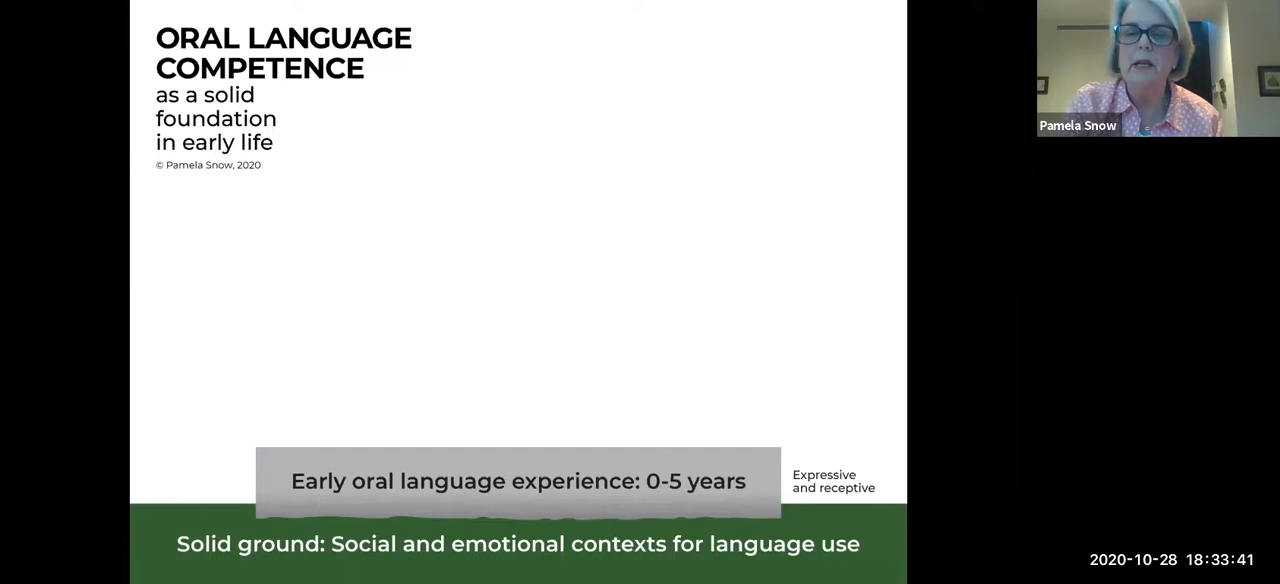 ORAL LANGUAGE
COMPETENCE
as a solid
foundation
in early life
© Pamela Snow, 2020
Pamela Snow
Early oral language experience: 0-5 years
Expressive
and receptive
Solid ground: Social and emotional contexts for language use
2020-10-28 18:33:41